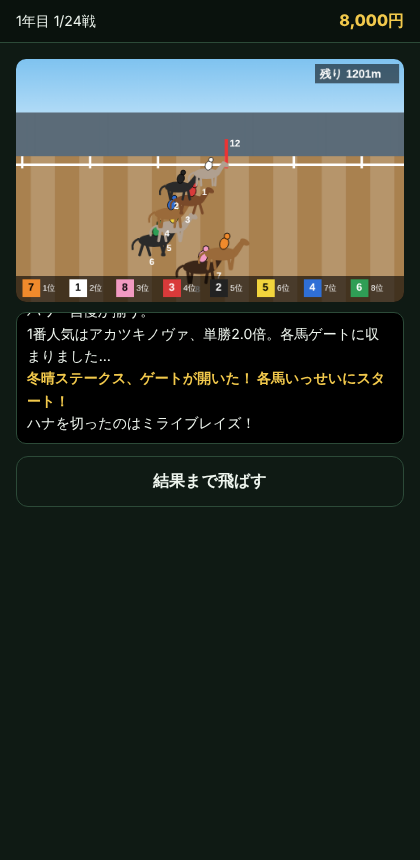 1年目 1/24戦
8,000円
残り 1201m
12
1
2
3
4
5
6
7
7 1位 1 2位 8 3位 3 4位 2 5位 5 6位 4 7位 6 8位
1番人気はアカツキノヴァ、単勝2.0倍。各馬ゲートに収
まりました…
冬晴ステークス、ゲートが開いた！ 各馬いっせいにスタ
ート！
ハナを切ったのはミライブレイズ！
結果まで飛ばす